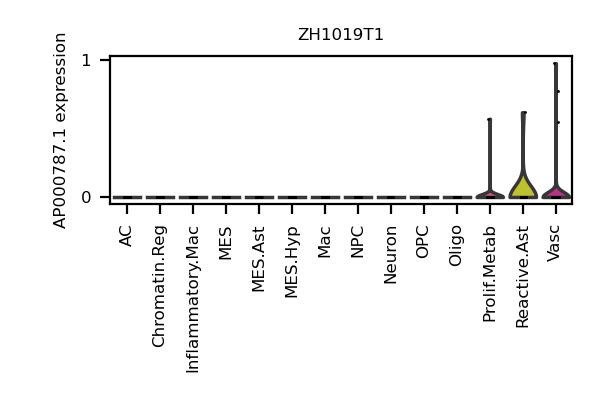 ZH1019T1
AP000787.1 expression
1
0
AC
Chromatin.Reg
Inflammatory.Mac
MES
MES.Ast
MES.Hyp
Mac
NPC
Neuron
OPC
Oligo
Prolif.Metab
Reactive.Ast
Vasc